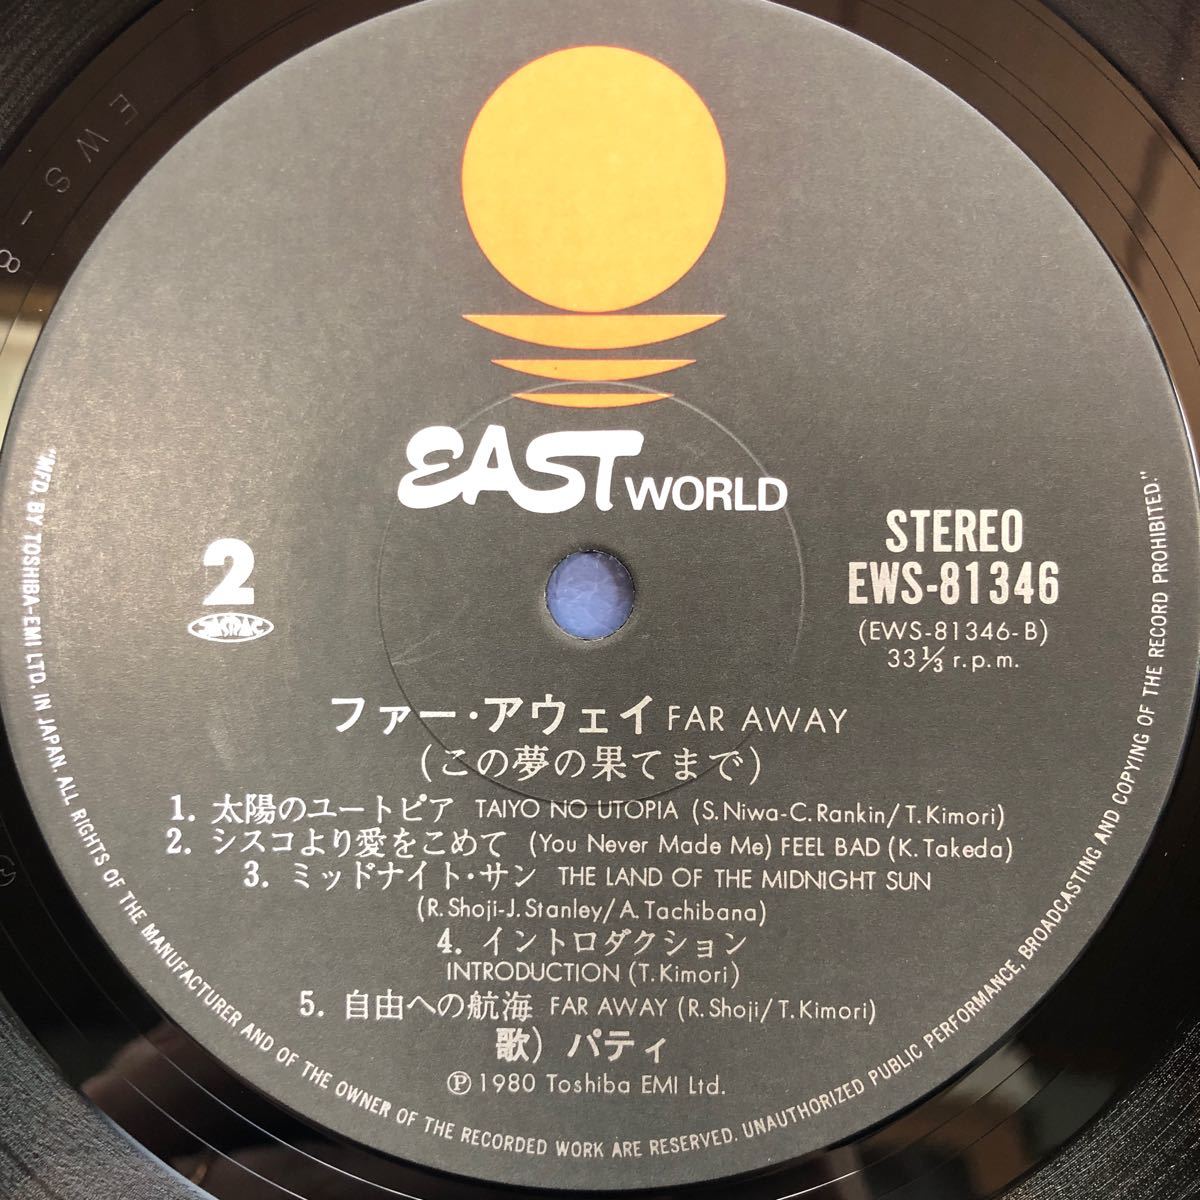 EAST WORLD
STEREO
EWS-81346
(EWS-81346-B)
33⅓ r.p.m.
2
JASRAC
ファー・アウェイ FAR AWAY
(この夢の果てまで)
1. 太陽のユートピア TAIYO NO UTOPIA (S. Niwa-C. Rankin/T. Kimori)
2. シスコより愛をこめて (You Never Made Me) FEEL BAD (K. Takeda)
3. ミッドナイト・サン THE LAND OF THE MIDNIGHT SUN
(R. Shoji-J. Stanley/A. Tachibana)
4. イントロダクション
INTRODUCTION (T. Kimori)
5. 自由への航海 FAR AWAY (R. Shoji/T. Kimori)
歌) パティ
Ⓟ 1980 Toshiba EMI Ltd.
"MFD. BY TOSHIBA-EMI LTD. IN JAPAN. ALL RIGHTS OF THE MANUFACTURER AND OF THE OWNER OF THE RECORDED WORK ARE RESERVED. UNAUTHORIZED PUBLIC PERFORMANCE, BROADCASTING AND COPYING OF THE RECORD PROHIBITED."
EWS-8